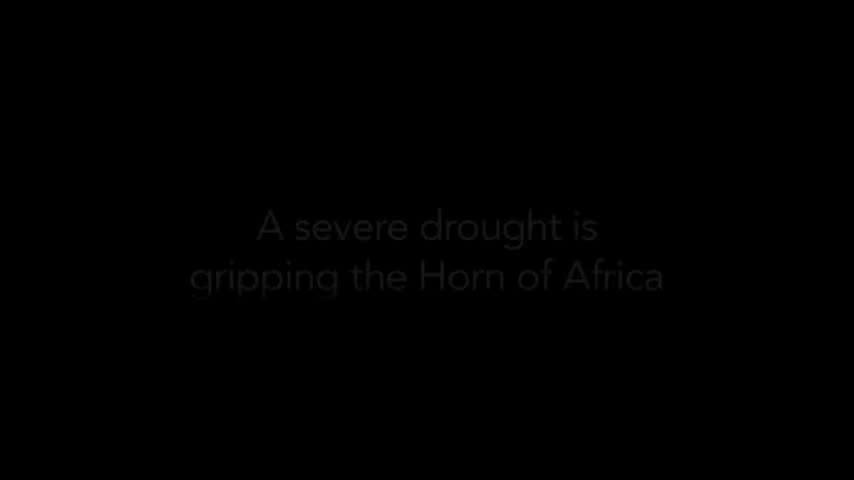 A severe drought is
gripping the Horn of Africa